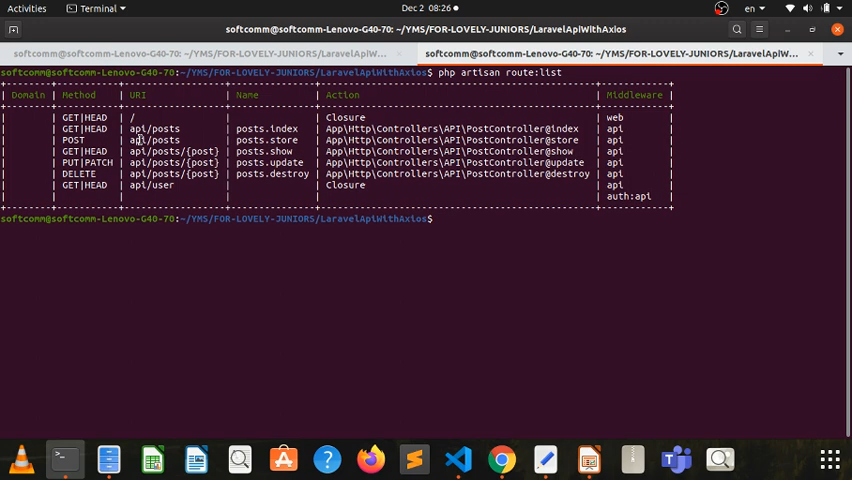 Activities Terminal Dec 2 08:26 en
softcomm@softcomm-Lenovo-G40-70: ~/YMS/FOR-LOVELY-JUNIORS/LaravelApiWithAxios
softcomm@softcomm-Lenovo-G40-70: ~/YMS/FOR-LOVELY-JUNIORS/LaravelApiW... softcomm@softcomm-Lenovo-G40-70: ~/YMS/FOR-LOVELY-JUNIORS/LaravelApiW...
softcomm@softcomm-Lenovo-G40-70:~/YMS/FOR-LOVELY-JUNIORS/LaravelApiWithAxios$ php artisan route:list
| Domain | Method | URI | Name | Action | Middleware |
| | GET|HEAD | / | | Closure | web |
| | GET|HEAD | api/posts | posts.index | App\Http\Controllers\API\PostController@index | api |
| | POST | api/posts | posts.store | App\Http\Controllers\API\PostController@store | api |
| | GET|HEAD | api/posts/{post} | posts.show | App\Http\Controllers\API\PostController@show | api |
| | PUT|PATCH | api/posts/{post} | posts.update | App\Http\Controllers\API\PostController@update | api |
| | DELETE | api/posts/{post} | posts.destroy | App\Http\Controllers\API\PostController@destroy | api |
| | GET|HEAD | api/user | | Closure | api |
| | | | | | auth:api |
softcomm@softcomm-Lenovo-G40-70:~/YMS/FOR-LOVELY-JUNIORS/LaravelApiWithAxios$